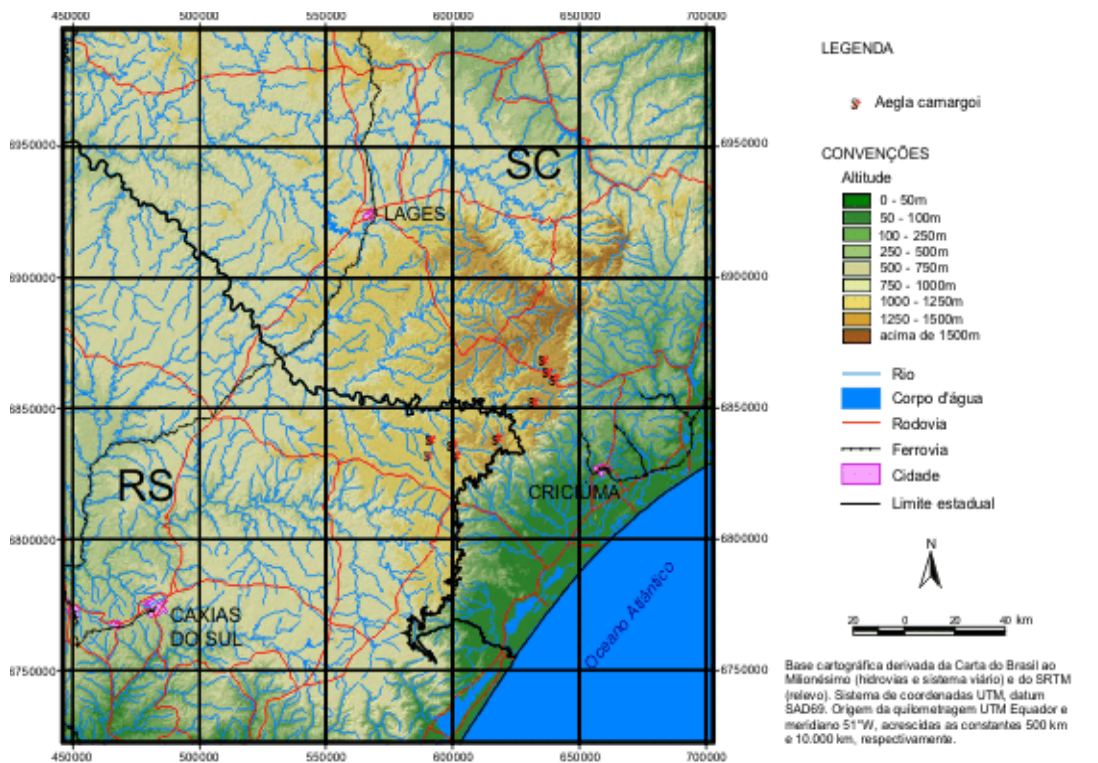 450000 500000 550000 600000 650000 700000
6950000
6950000
SC
LAGES
6900000
6900000
6850000
6850000
RS
CRICIÚMA
6800000
6800000
CAXIAS
DO SUL
Oceano Atlântico
6750000
6750000
450000 500000 550000 600000 650000 700000
LEGENDA
Aegla camargoi
CONVENÇÕES
Altitude
0 - 50m
50 - 100m
100 - 250m
250 - 500m
500 - 750m
750 - 1000m
1000 - 1250m
1250 - 1500m
acima de 1500m
Rio
Corpo d'água
Rodovia
Ferrovia
Cidade
Limite estadual
N
20 0 20 40 km
Base cartográfica derivada da Carta do Brasil ao
Milionésimo (hidrovias e sistema viário) e do SRTM
(relevo). Sistema de coordenadas UTM, datum
SAD69. Origem da quilometragem UTM Equador e
meridiano 51°W, acrescidas as constantes 500 km
e 10.000 km, respectivamente.